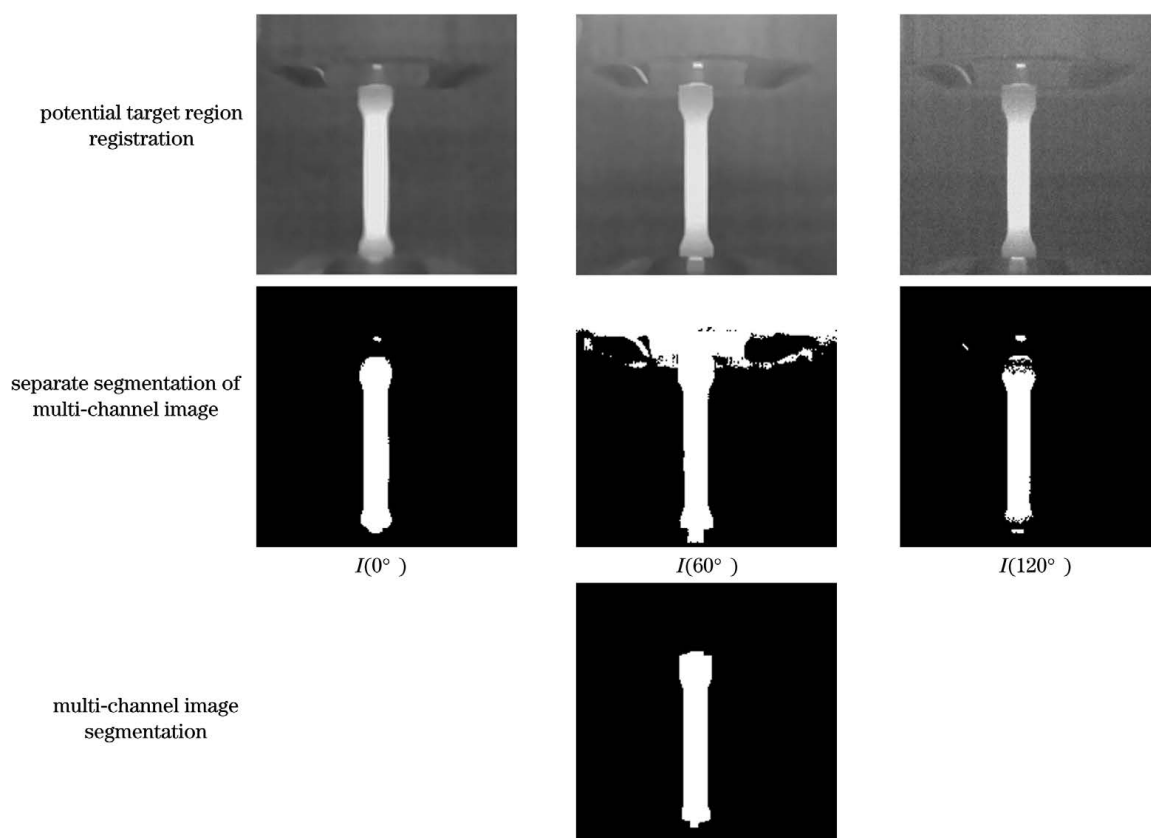 potential target region
registration
separate segmentation of
multi-channel image
I(0° )
I(60° )
I(120° )
multi-channel image
segmentation